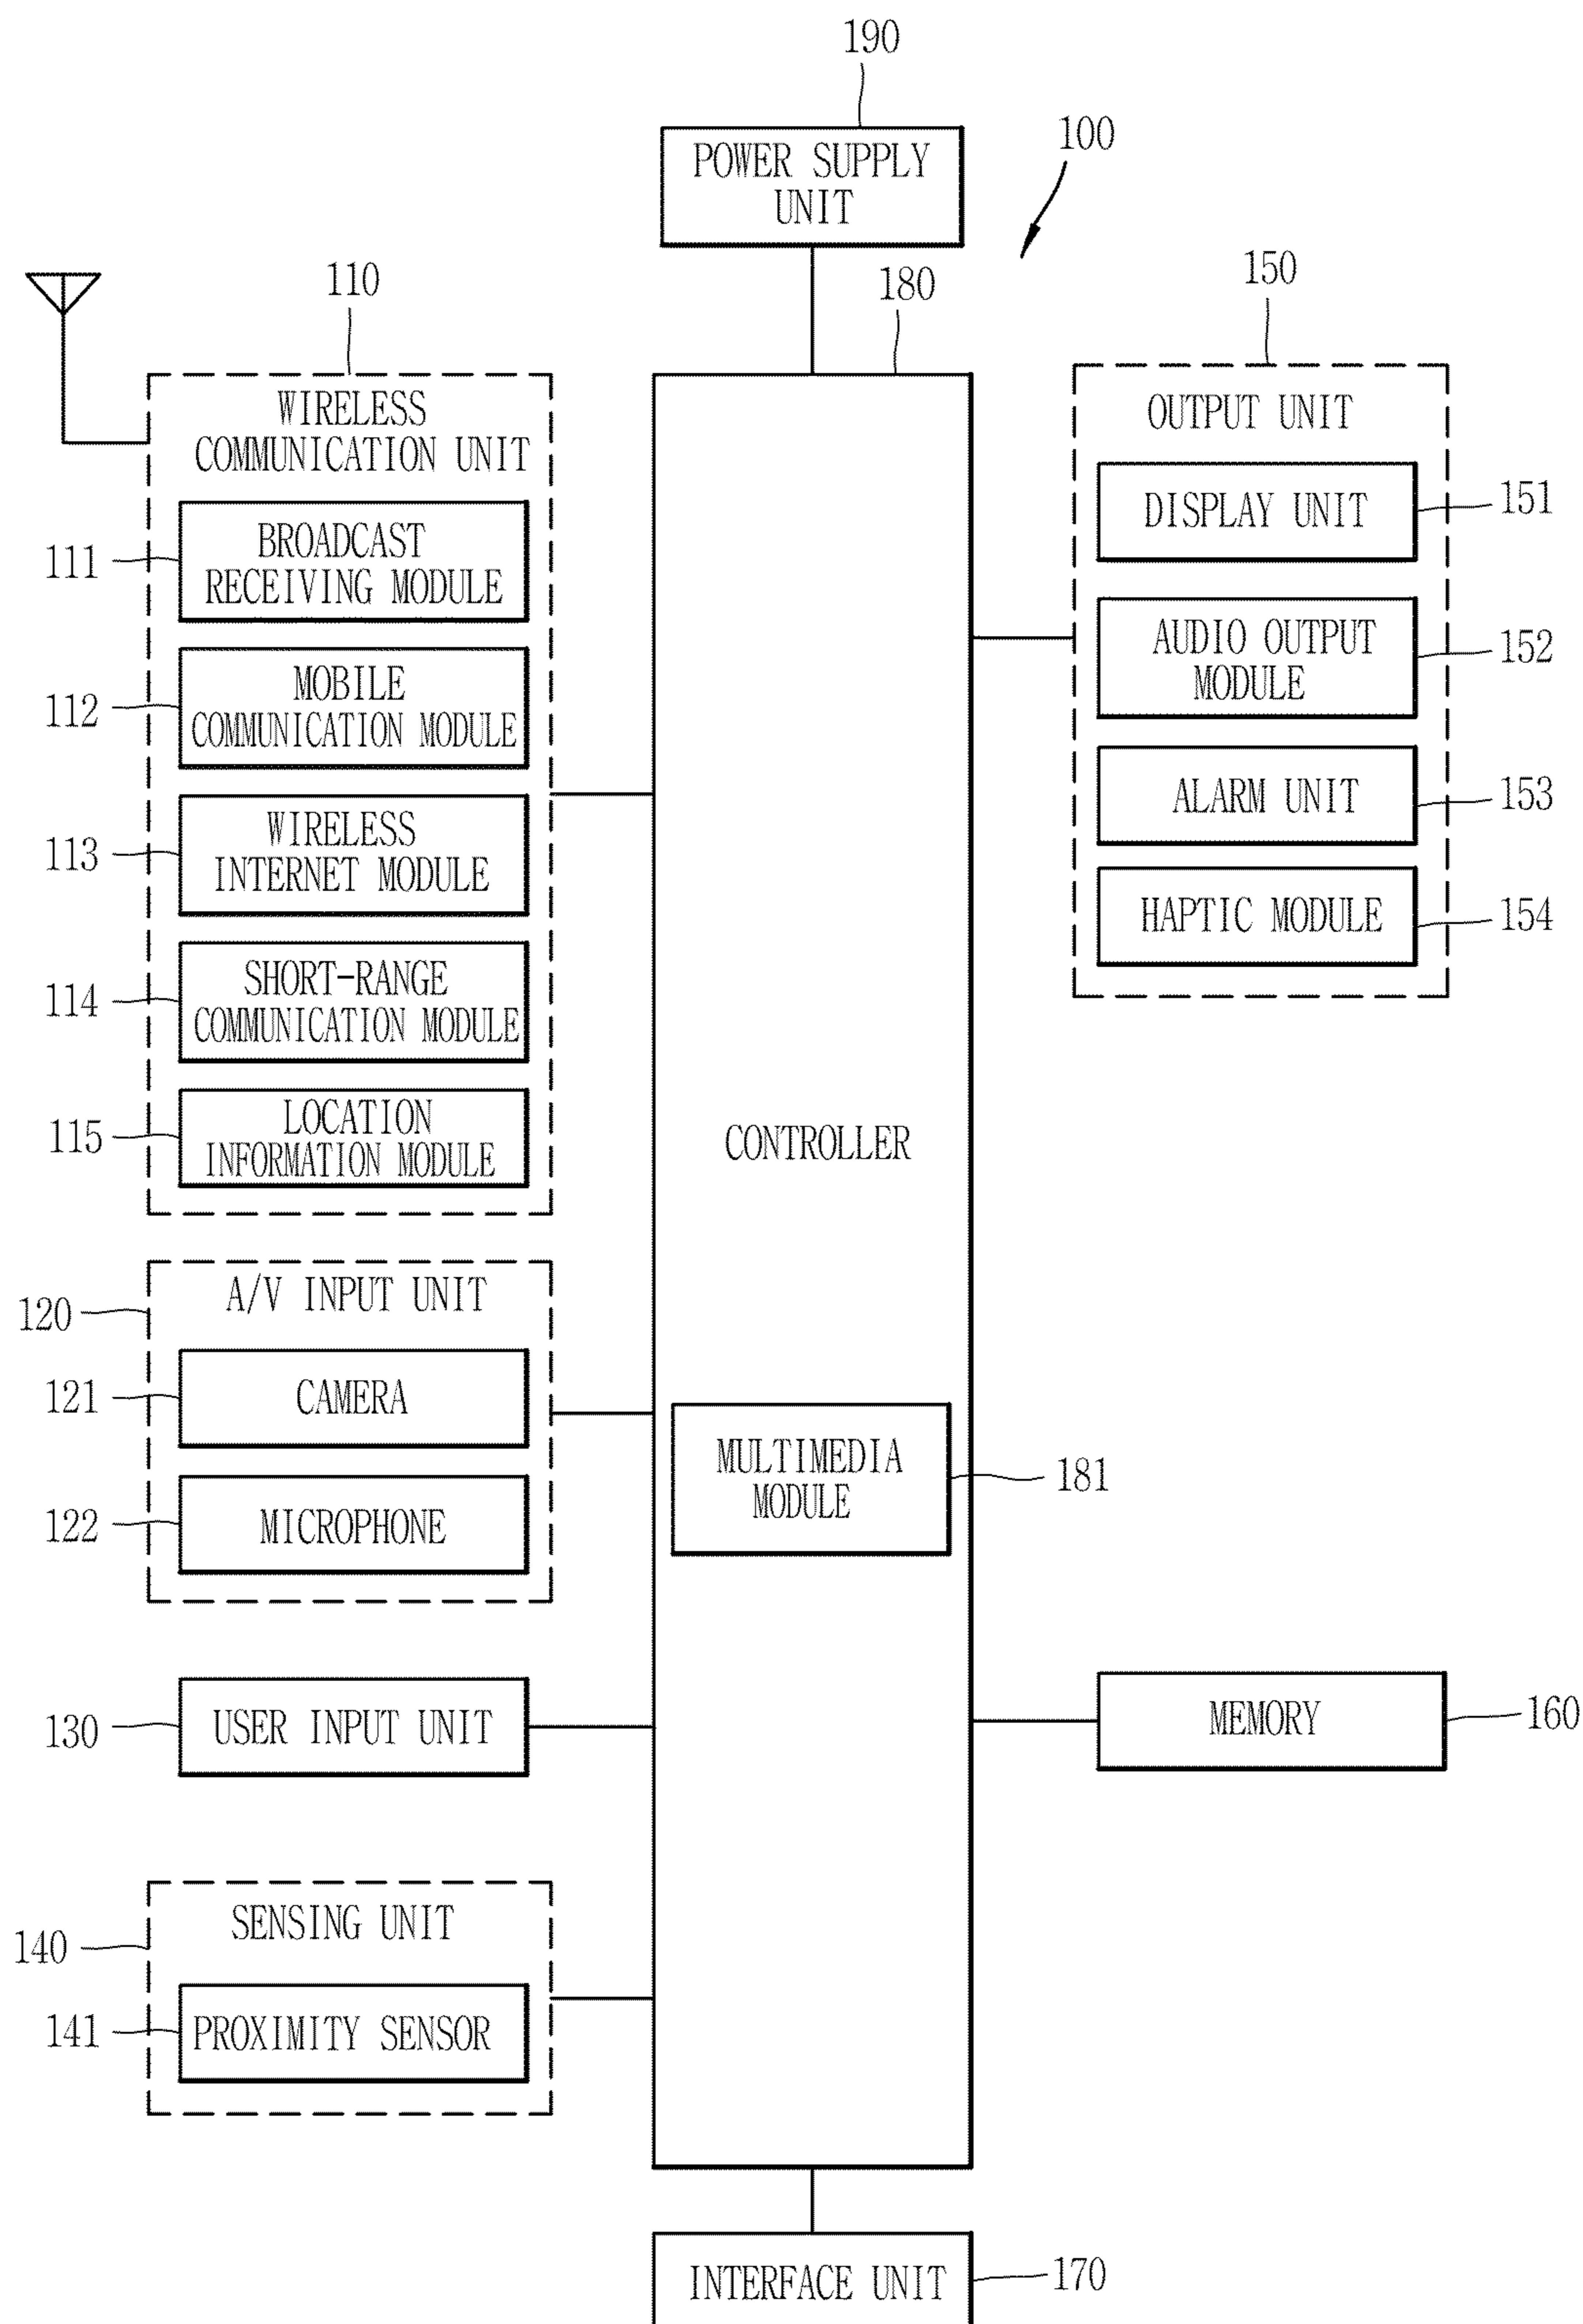 190
POWER SUPPLY
UNIT
100
110
180
150
WIRELESS
COMMUNICATION UNIT
111
BROADCAST
RECEIVING MODULE
112
MOBILE
COMMUNICATION MODULE
113
WIRELESS
INTERNET MODULE
114
SHORT-RANGE
COMMUNICATION MODULE
115
LOCATION
INFORMATION MODULE
120
A/V INPUT UNIT
121
CAMERA
122
MICROPHONE
130
USER INPUT UNIT
140
SENSING UNIT
141
PROXIMITY SENSOR
CONTROLLER
MULTIMEDIA
MODULE
181
OUTPUT UNIT
DISPLAY UNIT
151
AUDIO OUTPUT
MODULE
152
ALARM UNIT
153
HAPTIC MODULE
154
MEMORY
160
INTERFACE UNIT
170